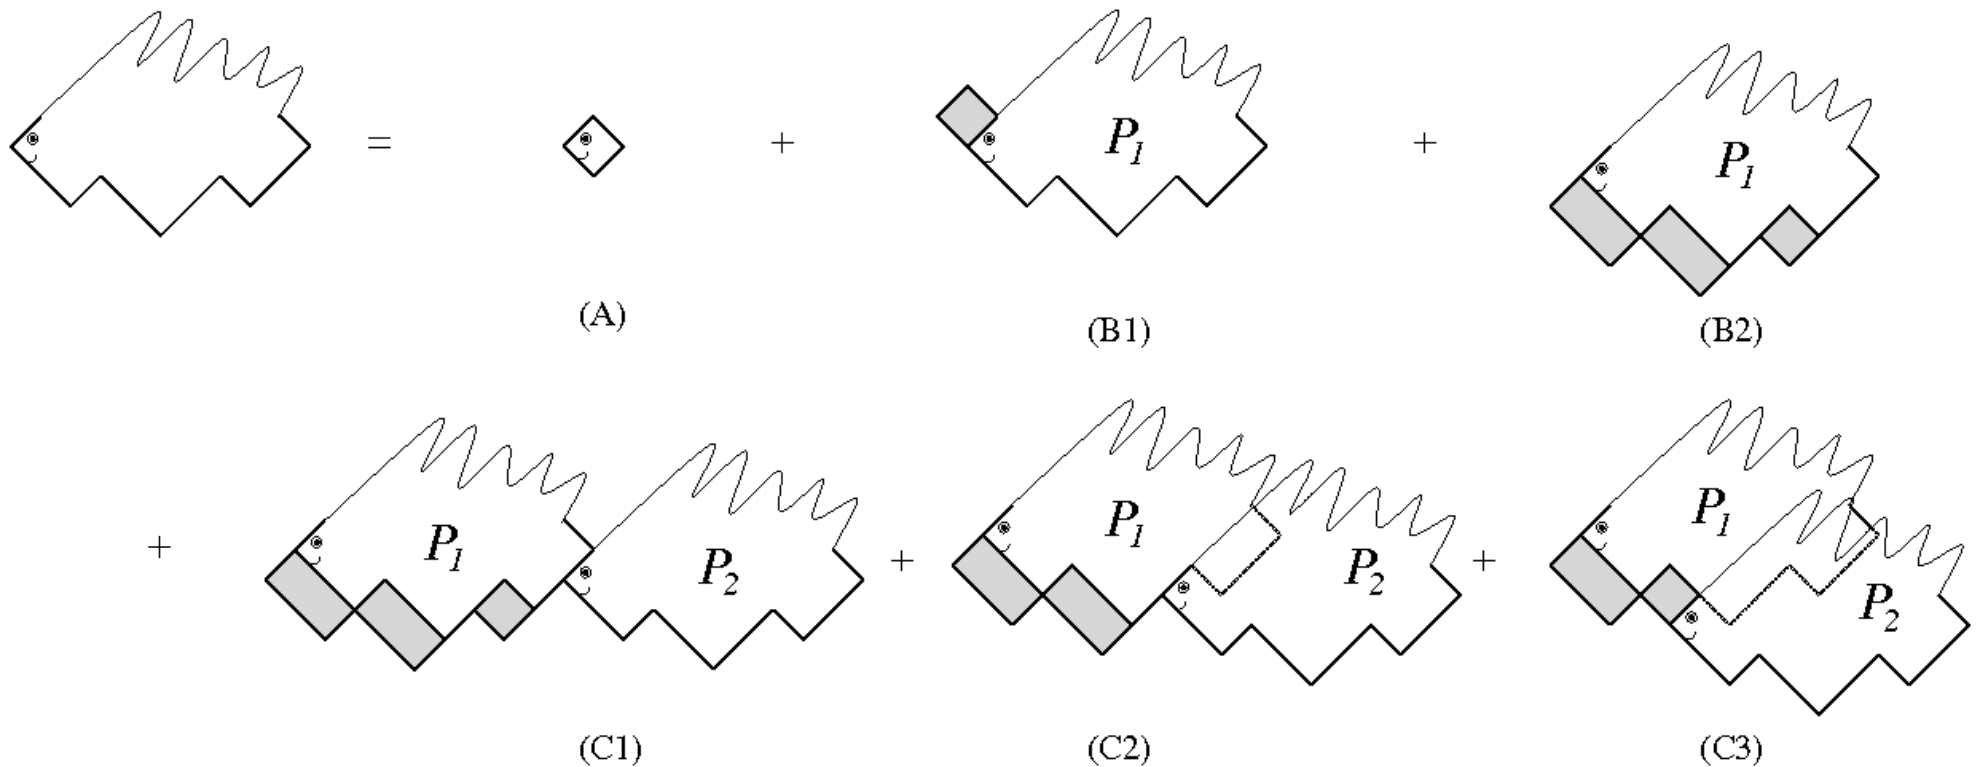 = + P₁ + P₁
(A) (B1) (B2)
+ P₁ P₂ + P₁ P₂ + P₁ P₂
(C1) (C2) (C3)